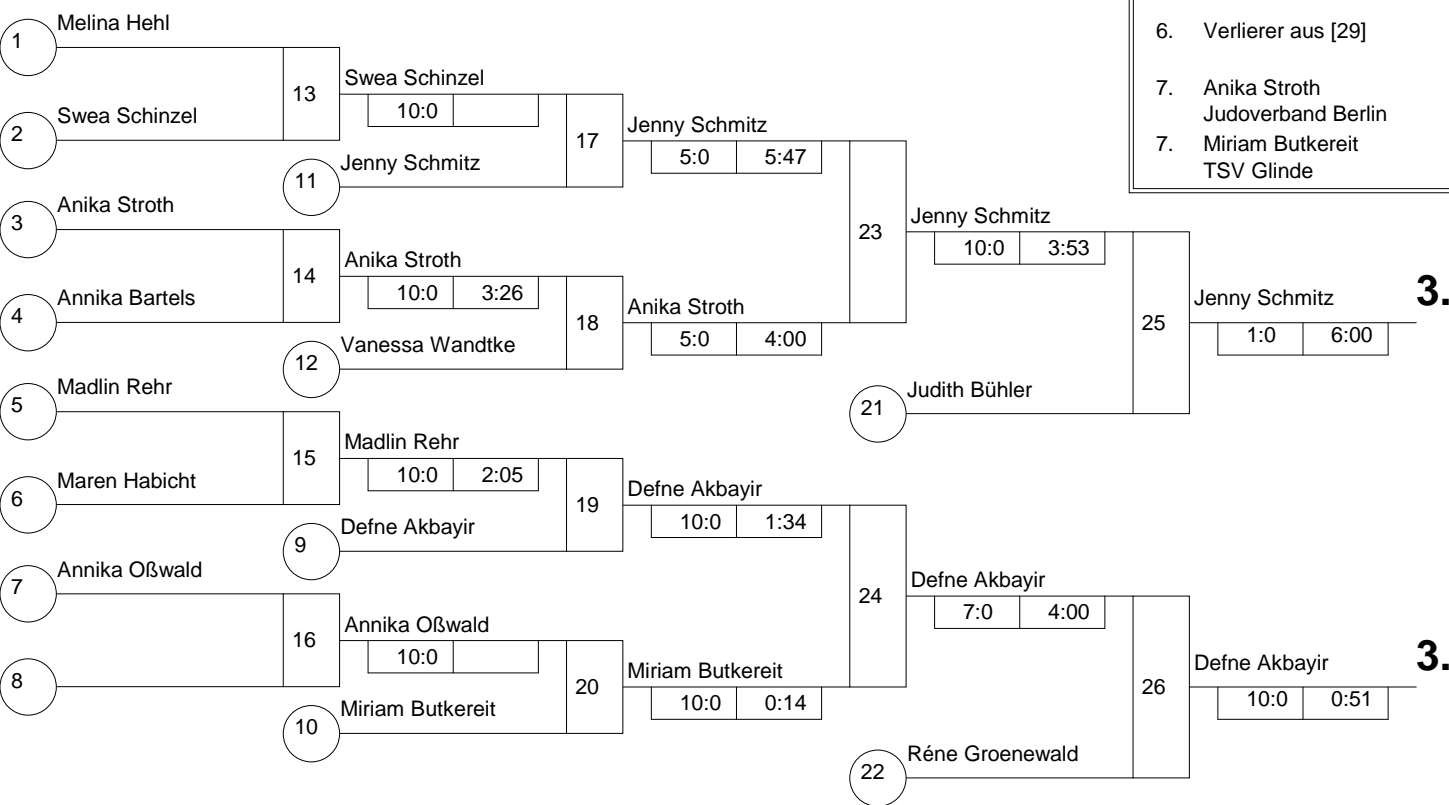 Melina Hehl
1
13
Swea Schinzel
10:0
2
Swea Schinzel
17
Jenny Schmitz
5:0 5:47
11
Jenny Schmitz
3
Anika Stroth
23
Jenny Schmitz
10:0 3:53
14
Anika Stroth
10:0 3:26
4
Annika Bartels
18
Anika Stroth
5:0 4:00
12
Vanessa Wandtke
25
Jenny Schmitz
3.
1:0 6:00
5
Madlin Rehr
21
Judith Bühler
15
Madlin Rehr
10:0 2:05
6
Maren Habicht
19
Defne Akbayir
10:0 1:34
9
Defne Akbayir
7
Annika Oßwald
24
Defne Akbayir
7:0 4:00
16
Annika Oßwald
10:0
8
20
Miriam Butkereit
10:0 0:14
10
Miriam Butkereit
26
Defne Akbayir
3.
10:0 0:51
22
Réne Groenewald
6. Verlierer aus [29]
7. Anika Stroth
Judoverband Berlin
7. Miriam Butkereit
TSV Glinde